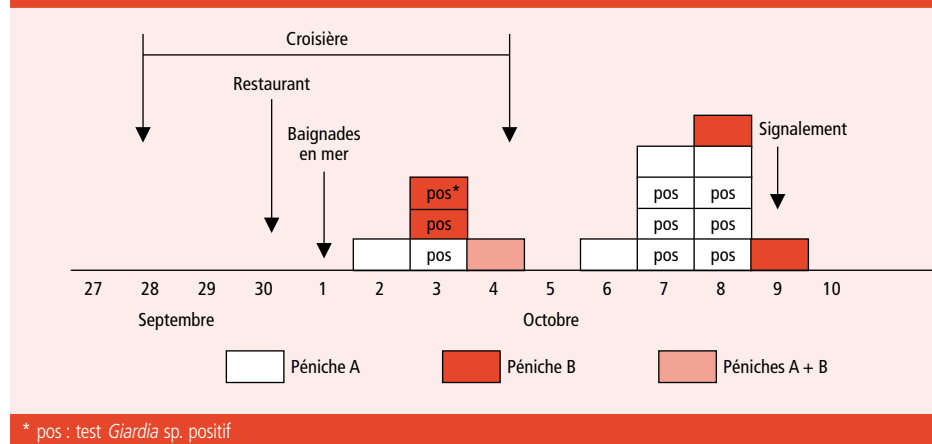 Croisière
Restaurant
Baignades
en mer
Signalement
pos*
pos
pos
pos
pos
pos
pos
pos
pos
27 28 29 30 1 2 3 4 5 6 7 8 9 10
Septembre Octobre
Péniche A Péniche B Péniches A + B
* pos : test Giardia sp. positif